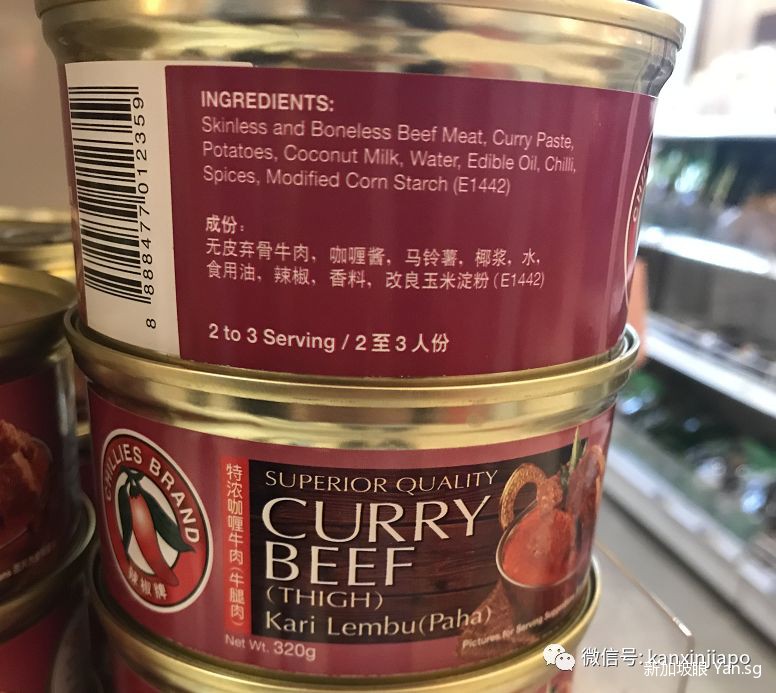 INGREDIENTS:
Skinless and Boneless Beef Meat, Curry Paste,
Potatoes, Coconut Milk, Water, Edible Oil, Chilli,
Spices, Modified Corn Starch (E1442)
成份：
无皮弃骨牛肉，咖喱酱，马铃薯，椰浆，水，
食用油，辣椒，香料，改良玉米淀粉(E1442)
2 to 3 Serving / 2 至 3 人份
8 888477 012359
CHILLIES BRAND
辣椒牌
特浓咖喱牛肉(牛腿肉)
SUPERIOR QUALITY
CURRY
BEEF
(THIGH)
Kari Lembu(Paha)
Net Wt. 320g
Pictures for Serving Suggestion
微信号: kanxinjiapo
新加坡眼 Yan.sg